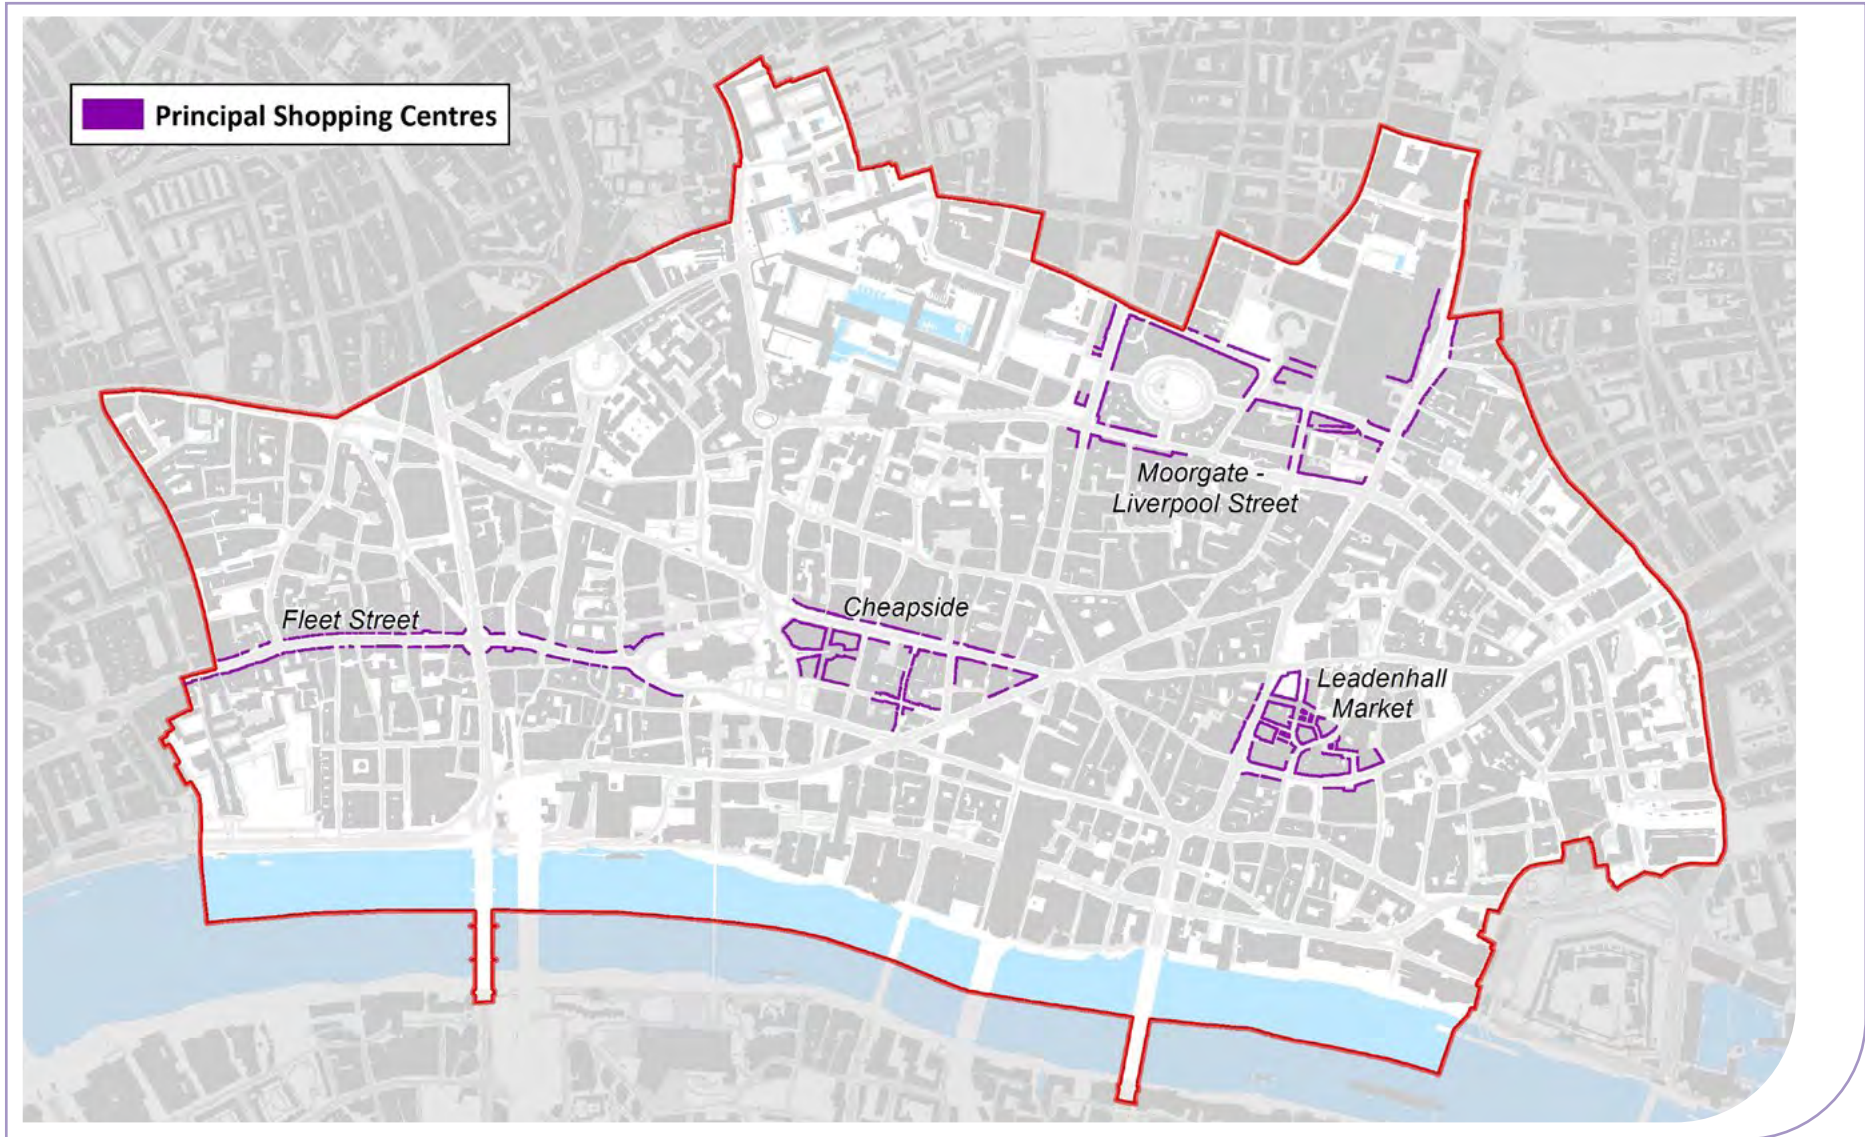 Principal Shopping Centres
Moorgate -
Liverpool Street
Fleet Street
Cheapside
Leadenhall
Market